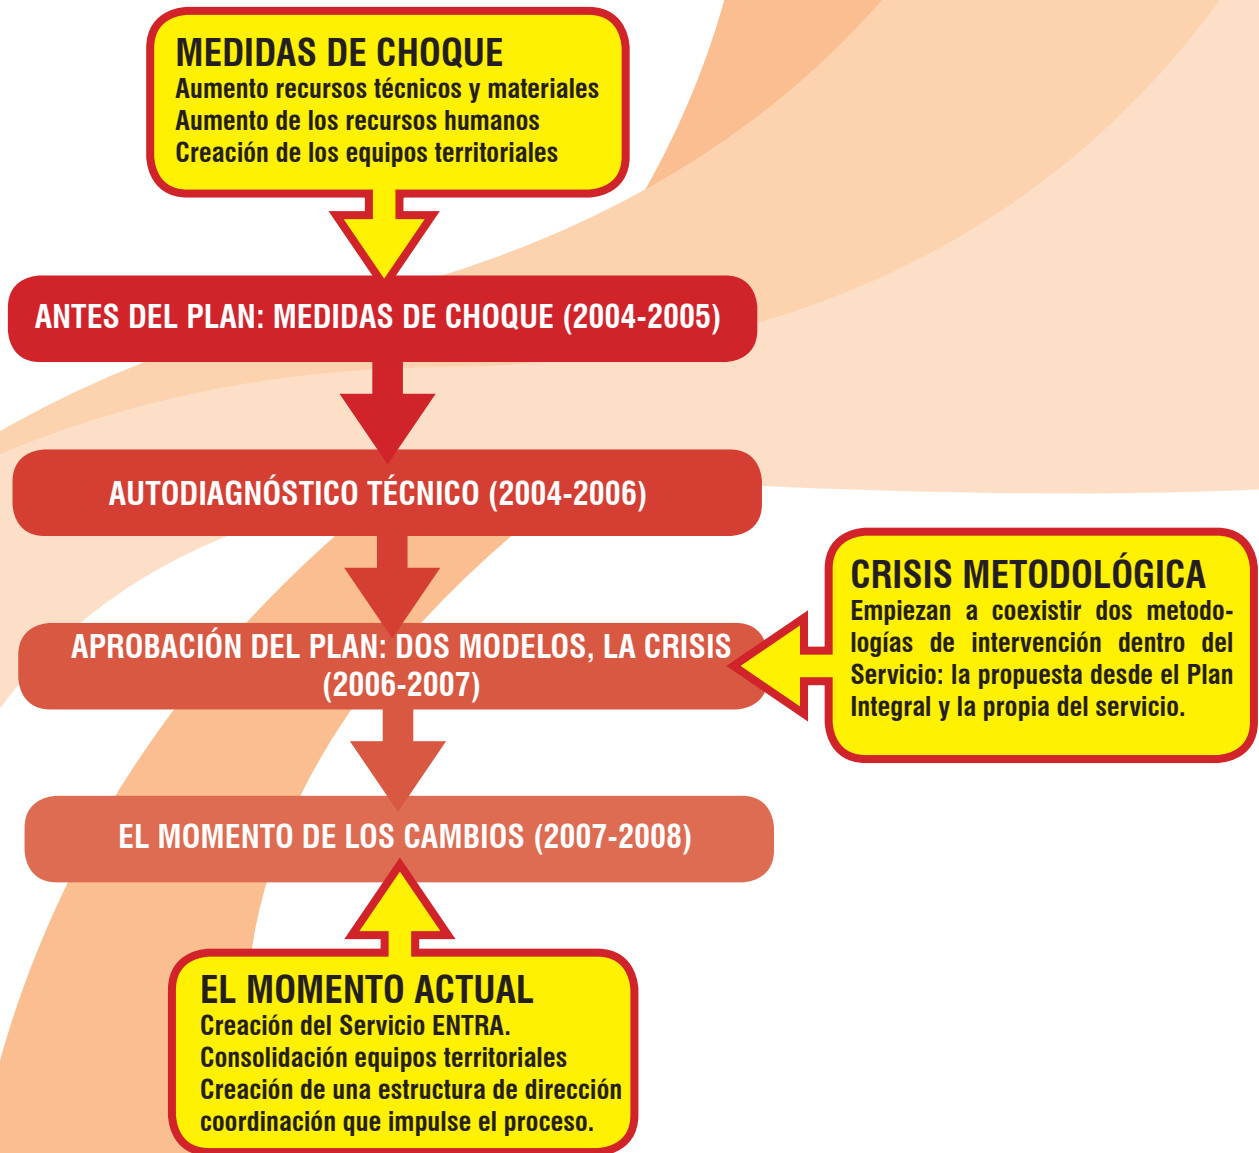 MEDIDAS DE CHOQUE
Aumento recursos técnicos y materiales
Aumento de los recursos humanos
Creación de los equipos territoriales
ANTES DEL PLAN: MEDIDAS DE CHOQUE (2004-2005)
AUTODIAGNÓSTICO TÉCNICO (2004-2006)
APROBACIÓN DEL PLAN: DOS MODELOS, LA CRISIS
(2006-2007)
CRISIS METODOLÓGICA
Empiezan a coexistir dos metodo-
logías de intervención dentro del
Servicio: la propuesta desde el Plan
Integral y la propia del servicio.
EL MOMENTO DE LOS CAMBIOS (2007-2008)
EL MOMENTO ACTUAL
Creación del Servicio ENTRA.
Consolidación equipos territoriales
Creación de una estructura de dirección
coordinación que impulse el proceso.